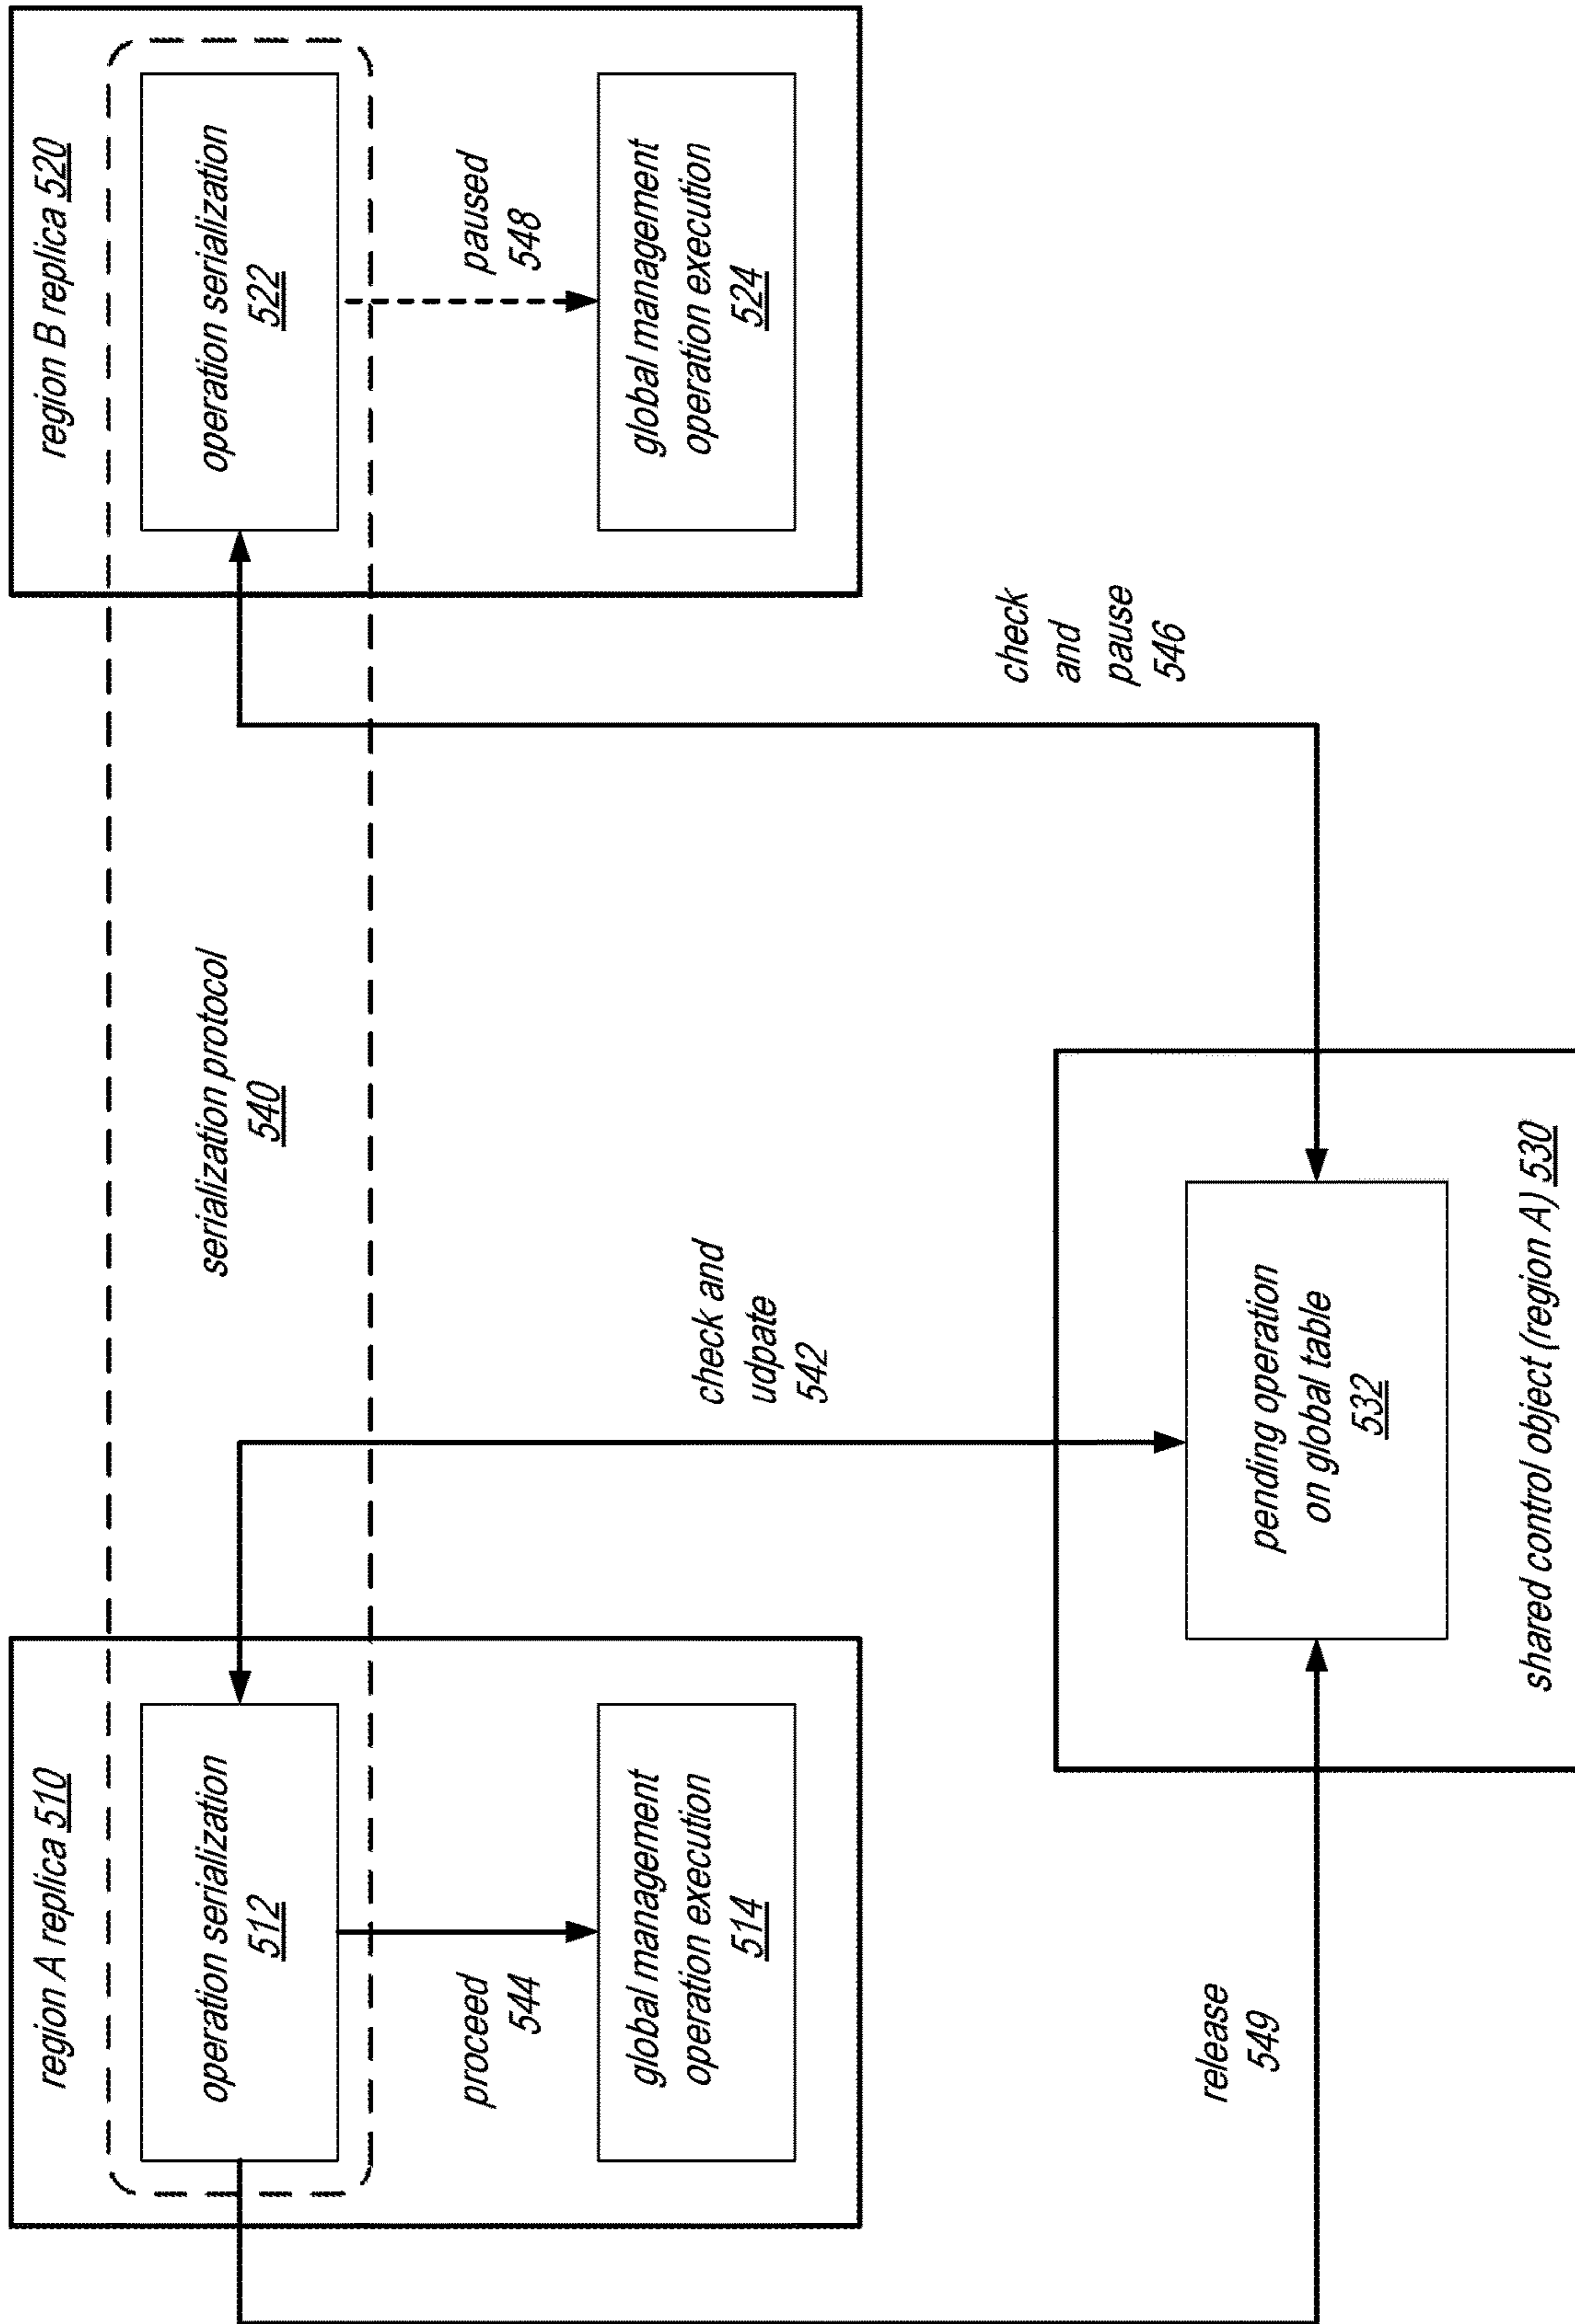 region A replica 510
operation serialization
512
proceed
544
global management
operation execution
514
serialization protocol
540
region B replica 520
operation serialization
522
paused
548
global management
operation execution
524
check and
udpate
542
check
and
pause
546
release
549
pending operation
on global table
532
shared control object (region A) 530